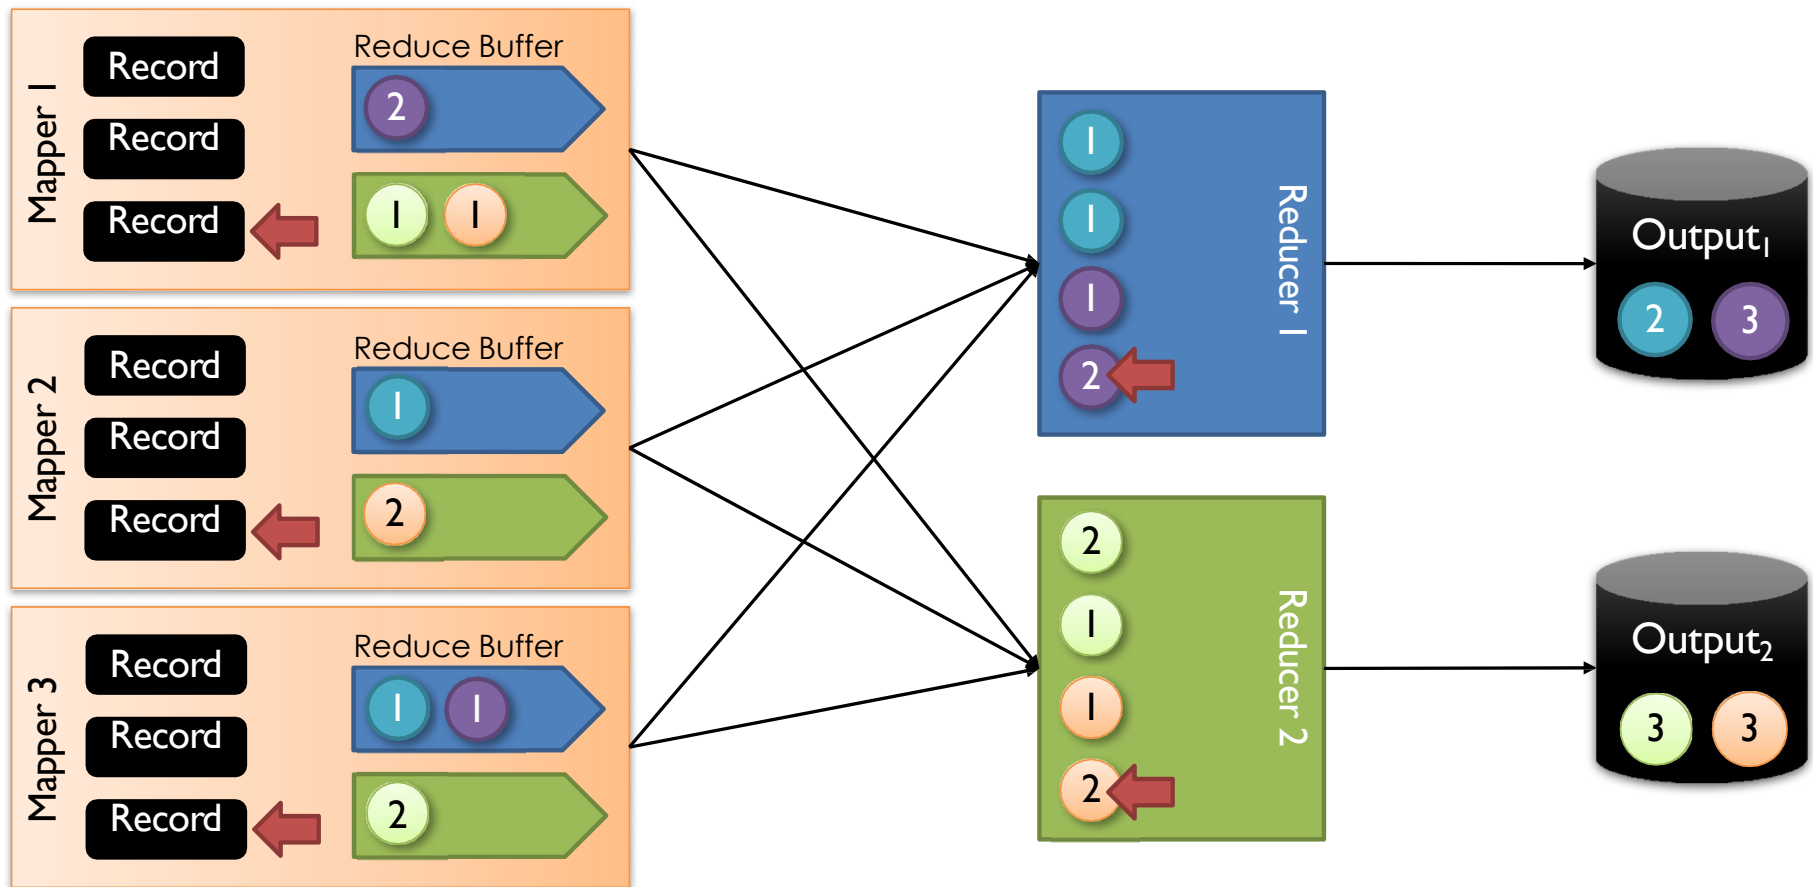 Mapper 1
Record
Record
Record
Reduce Buffer
2
1 1
Mapper 2
Record
Record
Record
Reduce Buffer
1
2
Mapper 3
Record
Record
Record
Reduce Buffer
1 1
2
Reducer 1
1
1
1
2
Reducer 2
2
1
1
2
Output1
2 3
Output2
3 3